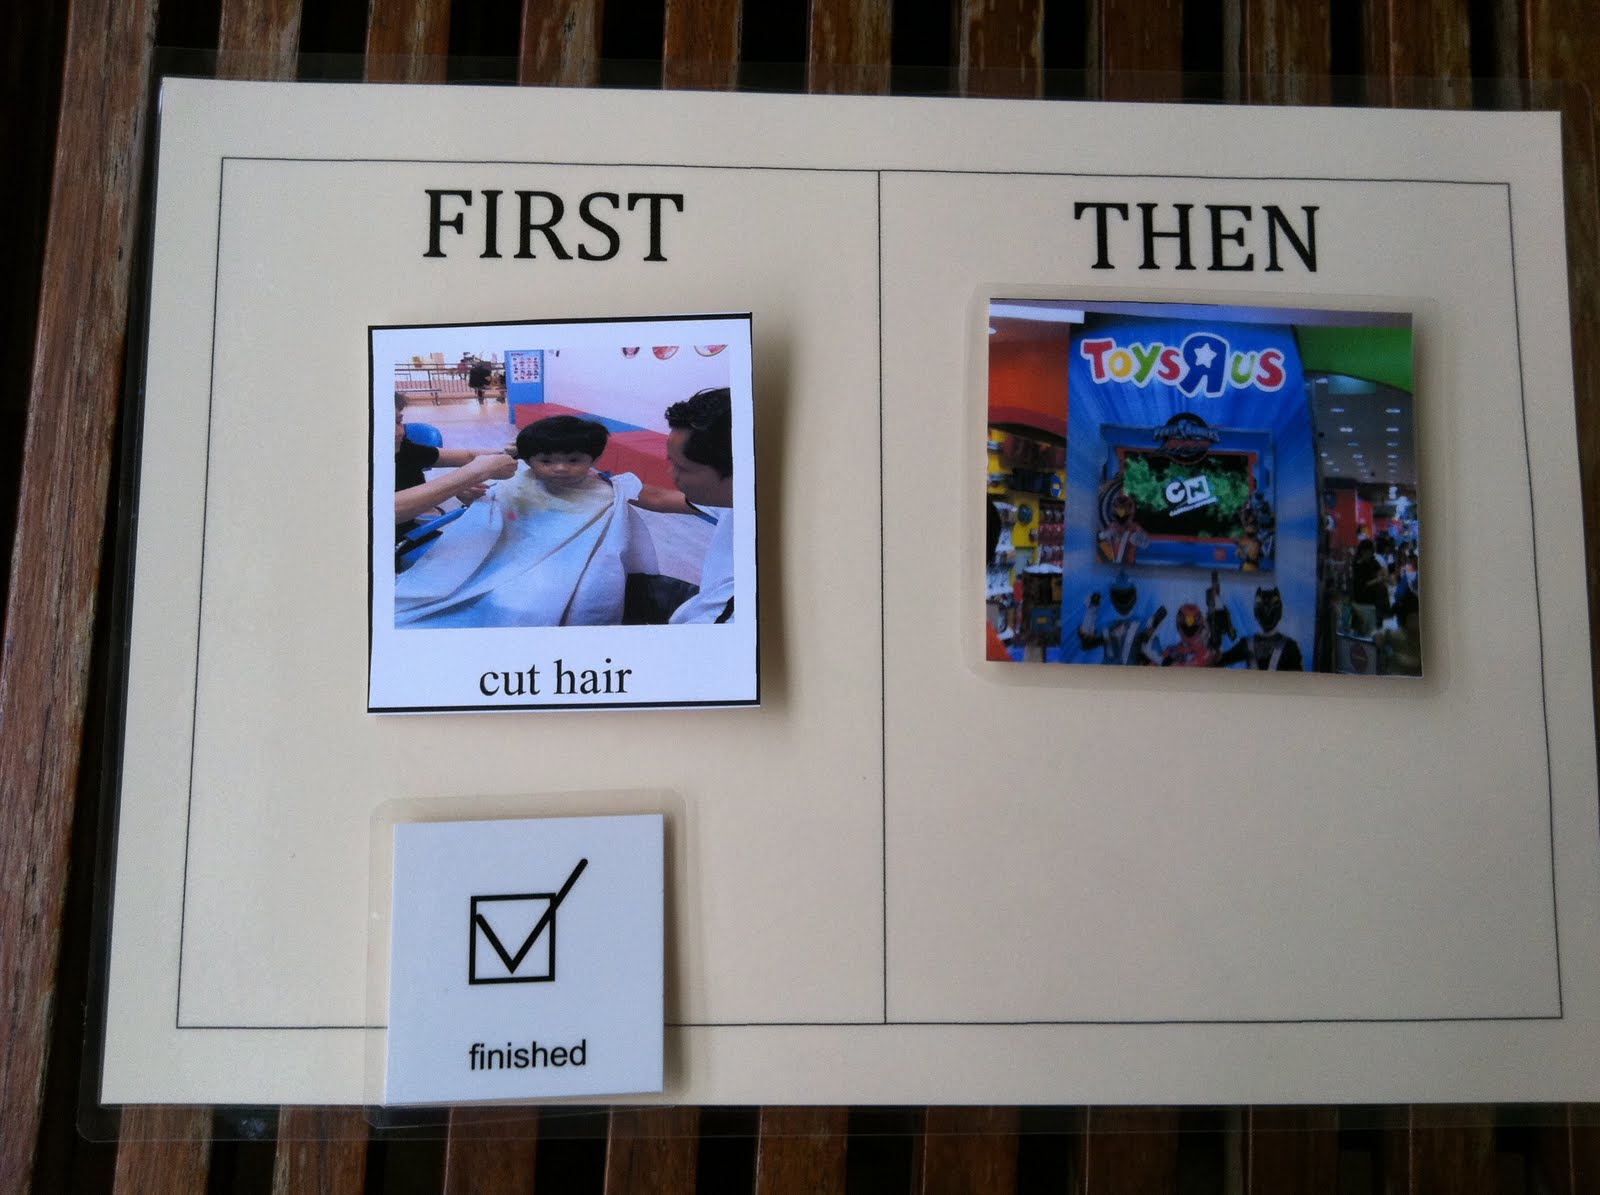 FIRST
cut hair
finished
THEN
TOYSRUS
CN